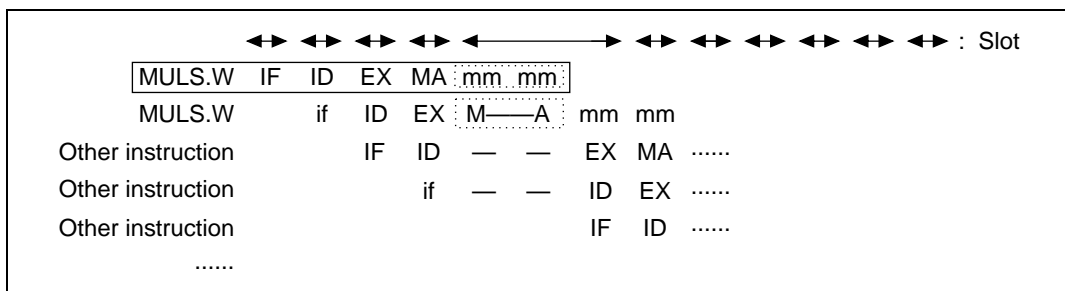 : Slot
MULS.W IF ID EX MA mm mm
MULS.W if ID EX M——A mm mm
Other instruction IF ID — — EX MA ......
Other instruction if — — ID EX ......
Other instruction IF ID ......
......